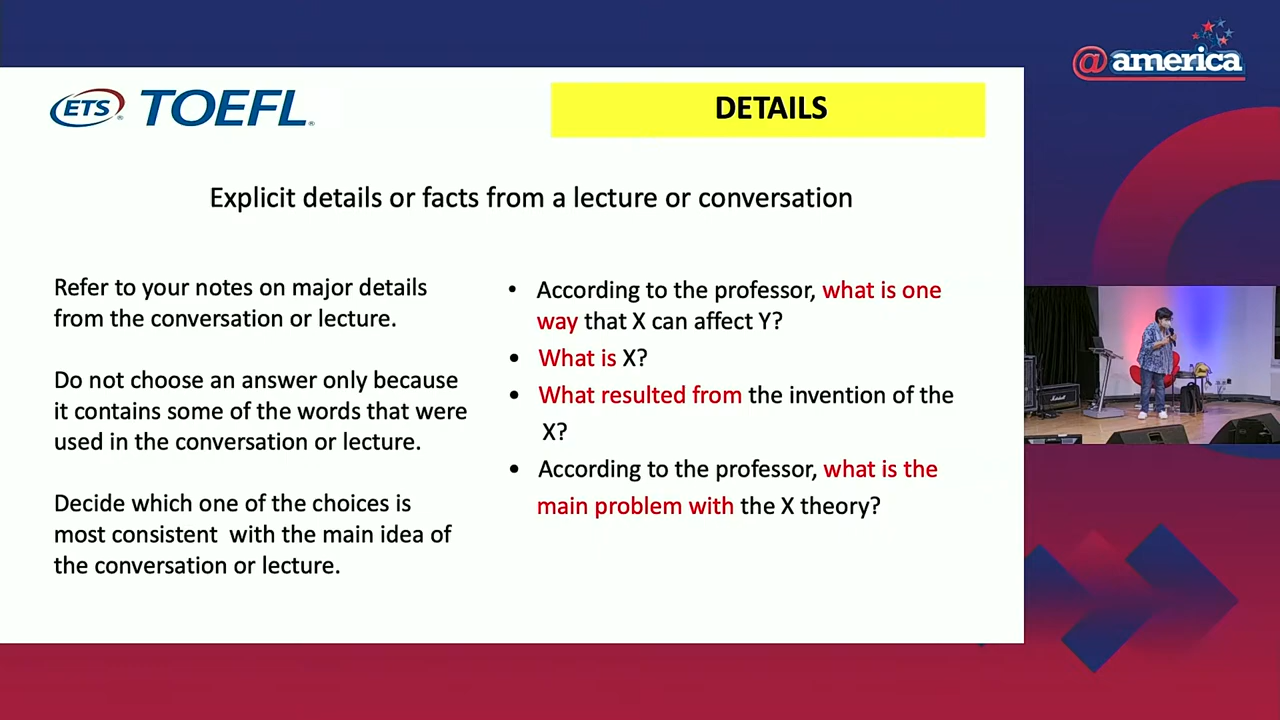 @america
ETS TOEFL
DETAILS
Explicit details or facts from a lecture or conversation
Refer to your notes on major details
from the conversation or lecture.
Do not choose an answer only because
it contains some of the words that were
used in the conversation or lecture.
Decide which one of the choices is
most consistent  with the main idea of
the conversation or lecture.
• According to the professor, what is one
way that X can affect Y?
• What is X?
• What resulted from the invention of the
X?
• According to the professor, what is the
main problem with the X theory?
Marshall